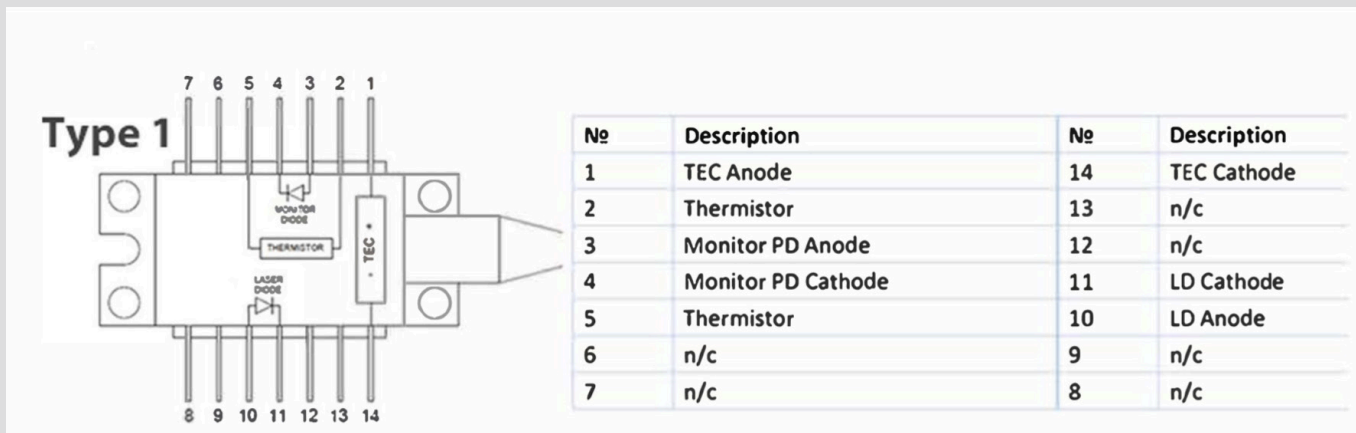 7 6 5 4 3 2 1
Type 1
MONITOR
DIODE
THERMISTOR
- TEC +
LASER
DIODE
8 9 10 11 12 13 14
№ Description № Description
1 TEC Anode 14 TEC Cathode
2 Thermistor 13 n/c
3 Monitor PD Anode 12 n/c
4 Monitor PD Cathode 11 LD Cathode
5 Thermistor 10 LD Anode
6 n/c 9 n/c
7 n/c 8 n/c